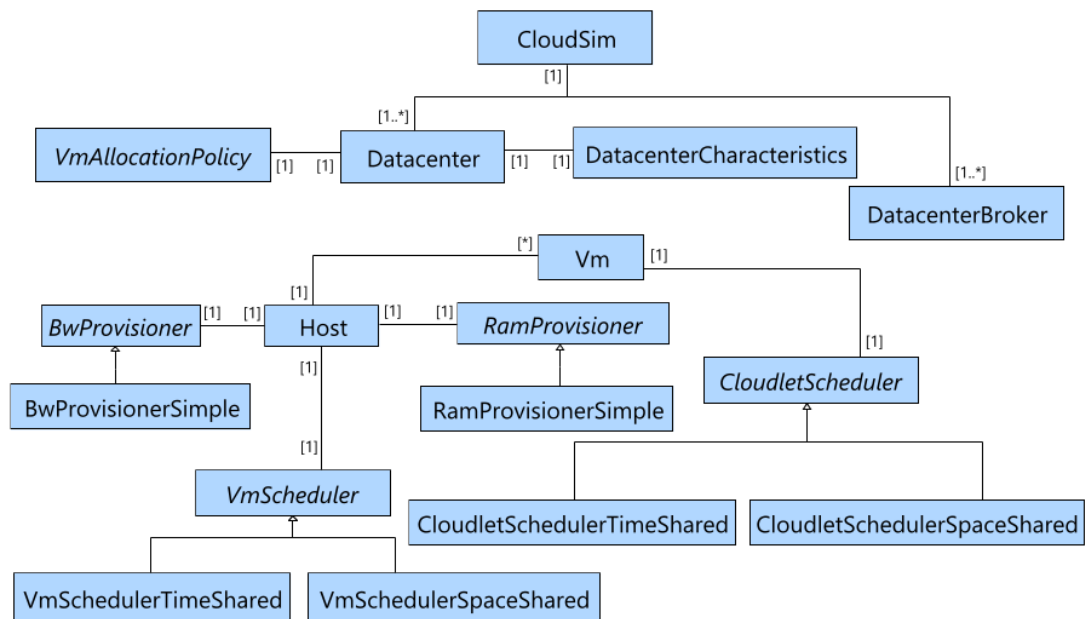 CloudSim
[1]
[1..*]
VmAllocationPolicy
[1]
[1]
Datacenter
[1]
[1]
DatacenterCharacteristics
[1..*]
DatacenterBroker
[*]
Vm
[1]
[1]
BwProvisioner
[1]
[1]
Host
[1]
[1]
RamProvisioner
[1]
[1]
CloudletScheduler
BwProvisionerSimple
RamProvisionerSimple
[1]
VmScheduler
CloudletSchedulerTimeShared
CloudletSchedulerSpaceShared
VmSchedulerTimeShared
VmSchedulerSpaceShared